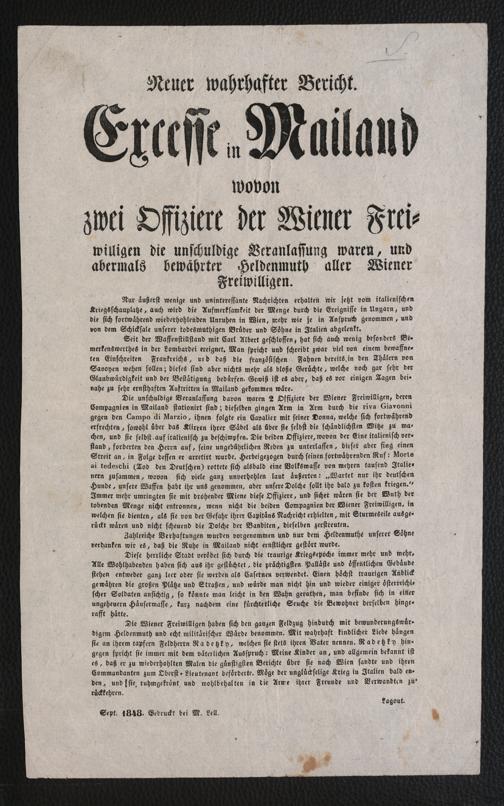 Neuer wahrhafter Bericht.
Excesse in Mailand
wovon
zwei Offiziere der Wiener Frei-
willigen die unschuldige Veranlassung waren, und
abermals bewährter Heldenmuth aller Wiener
Freiwilligen.
Nur äußerst wenige und uninteressante Nachrichten erhalten wir jetzt vom italienischen
Kriegsschauplatze, auch wird die Aufmerksamkeit der Menge durch die Ereignisse in Ungarn, und
die sich fortwährend wiederhohlenden Unruhen in Wien, mehr wie je in Anspruch genommen, und
von dem Schicksale unserer todesmuthigen Brüder und Söhne in Italien abgelenkt.
Seit der Waffenstillstand mit Carl Albert geschlossen, hat sich auch wenig besonders Be-
merkenswerthes in der Lombardei ereignet. Man spricht und schreibt zwar viel von einem bewaffne-
ten Einschreiten Frankreichs, und daß die französischen Fahnen bereits in den Thälern von
Savoyen wehen sollen; dieses sind aber nichts mehr als bloße Gerüchte, welche noch gar sehr der
Glaubwürdigkeit und der Bestätigung bedürfen. Gewiß ist es aber, daß es vor einigen Tagen bei-
nahe zu sehr ernsthaften Auftritten in Mailand gekommen wäre.
Die unschuldige Veranlassung davon waren 2 Offiziere der Wiener Freiwilligen, deren
Compagnien in Mailand stationirt sind; dieselben gingen Arm in Arm durch die riva Giavonni
gegen den Campo di Marzio, ihnen folgte ein Cavalier mit seiner Donna, welche sich fortwährend
erfrechten, sowohl über das Klirren ihrer Säbel als über sie selbst die schändlichsten Witze zu ma-
chen, und sie selbst auf italienisch zu beschimpfen. Die beiden Offiziere, wovon der Eine italienisch ver-
stand, forderten den Herrn auf, seine ungebührlichen Reden zu unterlassen, dieser aber fing einen
Streit an, in Folge dessen er arretirt wurde. Herbeigezogen durch seinen fortwährenden Ruf: Morte
ai tedeschi (Tod den Deutschen) rottete sich alsbald eine Volksmasse von mehren tausend Italie-
nern zusammen, wovon sich viele ganz unverhohlen laut äußerten: „Wartet nur ihr deutschen
Hunde, unsere Waffen habt ihr uns genommen, aber unsere Dolche sollt ihr bald zu kosten kriegen.“
Immer mehr umringten sie mit drohender Miene diese Offiziere, und sicher wären sie der Wuth der
tobenden Menge nicht entronnen, wenn nicht die beiden Compagnien der Wiener Freiwilligen, in
welchen sie dienten, als sie von der Gefahr ihres Capitäns Nachricht erhielten, mit Sturmeseile ausge-
rückt wären und nicht scheuend die Dolche der Banditen, dieselben zerstreuten.
Zahlreiche Verhaftungen wurden vorgenommen und nur dem Heldenmuthe unserer Söhne
verdanken wir es, daß die Ruhe in Mailand nicht ernstlicher gestört wurde.
Diese herrliche Stadt verödet sich durch die traurige Kriegsepoche immer mehr und mehr,
Alle Wohlhabenden haben sich aus ihr geflüchtet, die prächtigsten Palläste und öffentlichen Gebäude
stehen entweder ganz leer oder sie werden als Casernen verwendet. Einen höchst traurigen Anblick
gewähren die großen Plätze und Straßen, und würde man nicht hin und wieder einiger österreichi-
scher Soldaten ansichtig, so könnte man leicht in den Wahn gerathen, man befinde sich in einer
ungeheuren Häusermasse, kurz nachdem eine fürchterliche Seuche die Bewohner derselben hinge-
rafft hätte.
Die Wiener Freiwilligen haben sich den ganzen Feldzug hindurch mit bewunderungswür-
digem Heldenmuth und echt militärischer Würde benommen. Mit wahrhaft kindlicher Liebe hängen
sie an ihrem tapfern Feldherrn Radetzky, welchen sie stets ihren Vater nennen. Radetzky hin-
gegen spricht sie immer mit dem väterlichen Ausspruch: Meine Kinder an, und allgemein bekannt ist
es, daß er zu wiederhohlten Malen die günstigsten Berichte über sie nach Wien sandte und ihren
Commandanten zum Oberst-Lieutenant beförderte. Möge der unglückselige Krieg in Italien bald en-
den, und sie, ruhmgekrönt und wohlbehalten in die Arme ihrer Freunde und Verwandten zu-
rückkehren.
Lagout.
Sept. 1848. Gedruckt bei M. Lell.